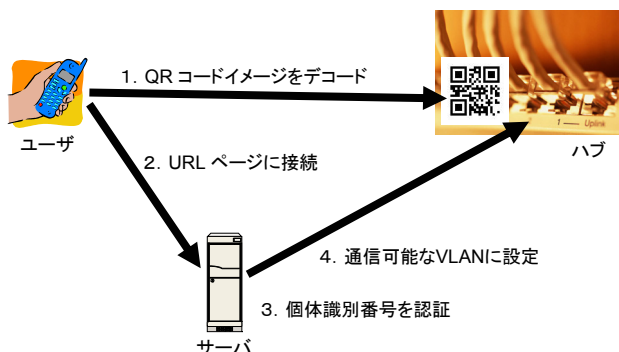 1. QR コードイメージをデコード
ユーザ
1 — Uplink
ハブ
2. URL ページに接続
4. 通信可能なVLANに設定
3. 個体識別番号を認証
サーバ